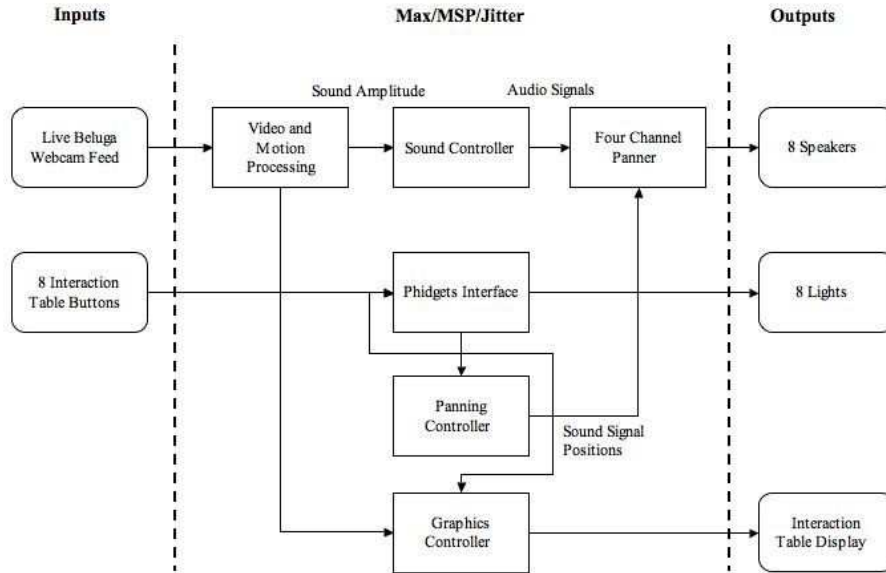 Inputs
Max/MSP/Jitter
Outputs
Sound Amplitude
Audio Signals
Live Beluga
Webcam Feed
Video and
Motion
Processing
Sound Controller
Four Channel
Panner
8 Speakers
8 Interaction
Table Buttons
Phidgets Interface
8 Lights
Panning
Controller
Sound Signal
Positions
Graphics
Controller
Interaction
Table Display